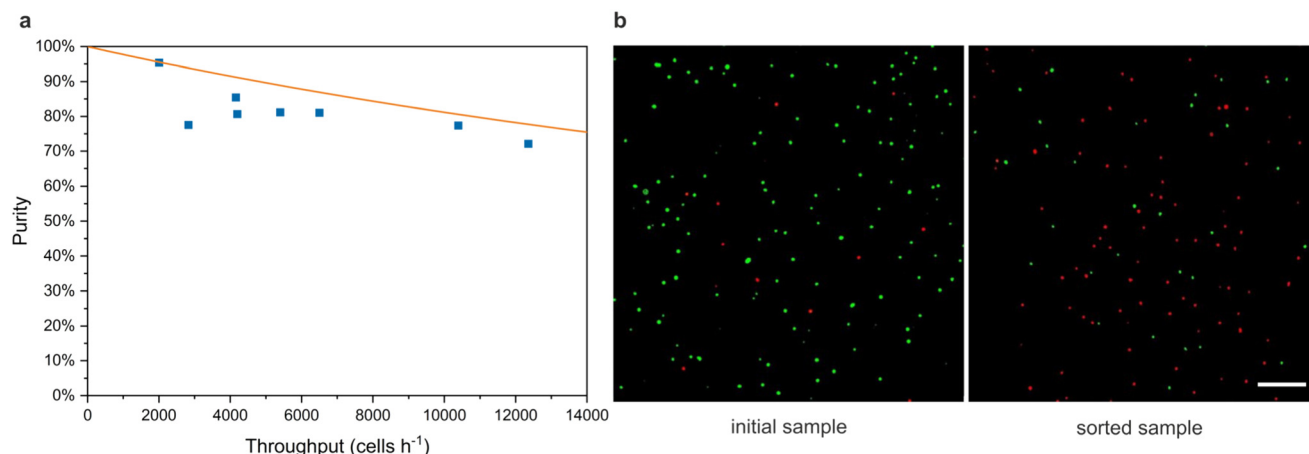 a
b
100%
90%
80%
70%
60%
50%
40%
30%
20%
10%
0%
Purity
0 2000 4000 6000 8000 10000 12000 14000
Throughput (cells h⁻¹)
initial sample
sorted sample